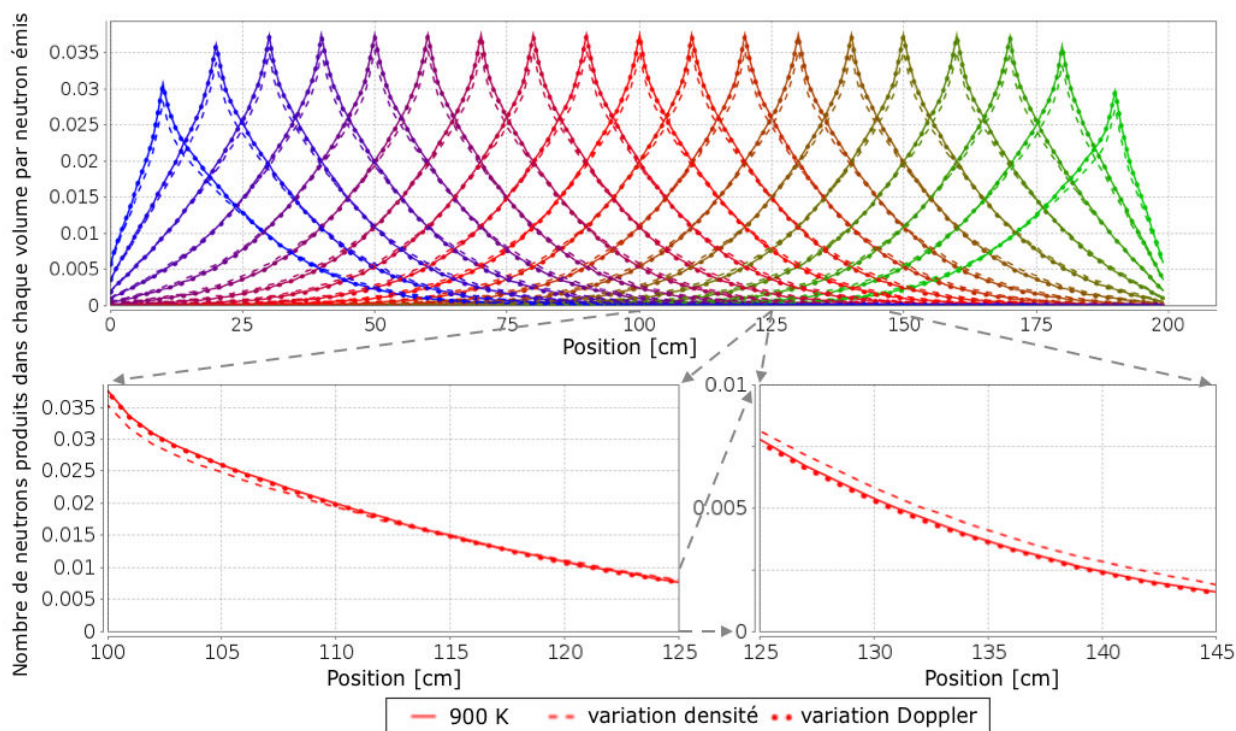 Nombre de neutrons produits dans chaque volume par neutron émis
0.035
0.03
0.025
0.02
0.015
0.01
0.005
0
0 25 50 75 100 125 150 175 200
Position [cm]
0.035
0.03
0.025
0.02
0.015
0.01
0.005
0
100 105 110 115 120 125
Position [cm]
0.01
0.005
0
125 130 135 140 145
Position [cm]
900 K variation densité variation Doppler